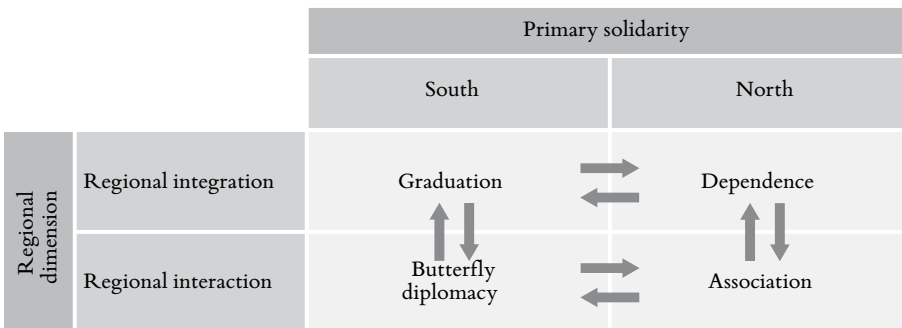 Primary solidarity
South
North
Regional
dimension
Regional integration
Graduation
Dependence
Regional interaction
Butterfly
diplomacy
Association